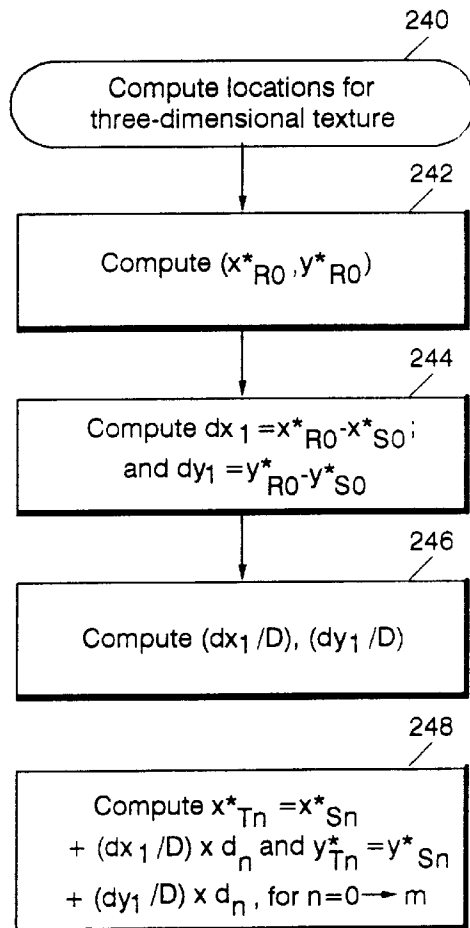 240
Compute locations for
three-dimensional texture
242
Compute (x*R0 ,y*R0)
244
Compute dx1 =x*R0-x*S0;
and dy1 =y*R0-y*S0
246
Compute (dx1/D), (dy1/D)
248
Compute x*Tn =x*Sn
+ (dx1/D) x dn and y*Tn =y*Sn
+ (dy1/D) x dn, for n=0→m